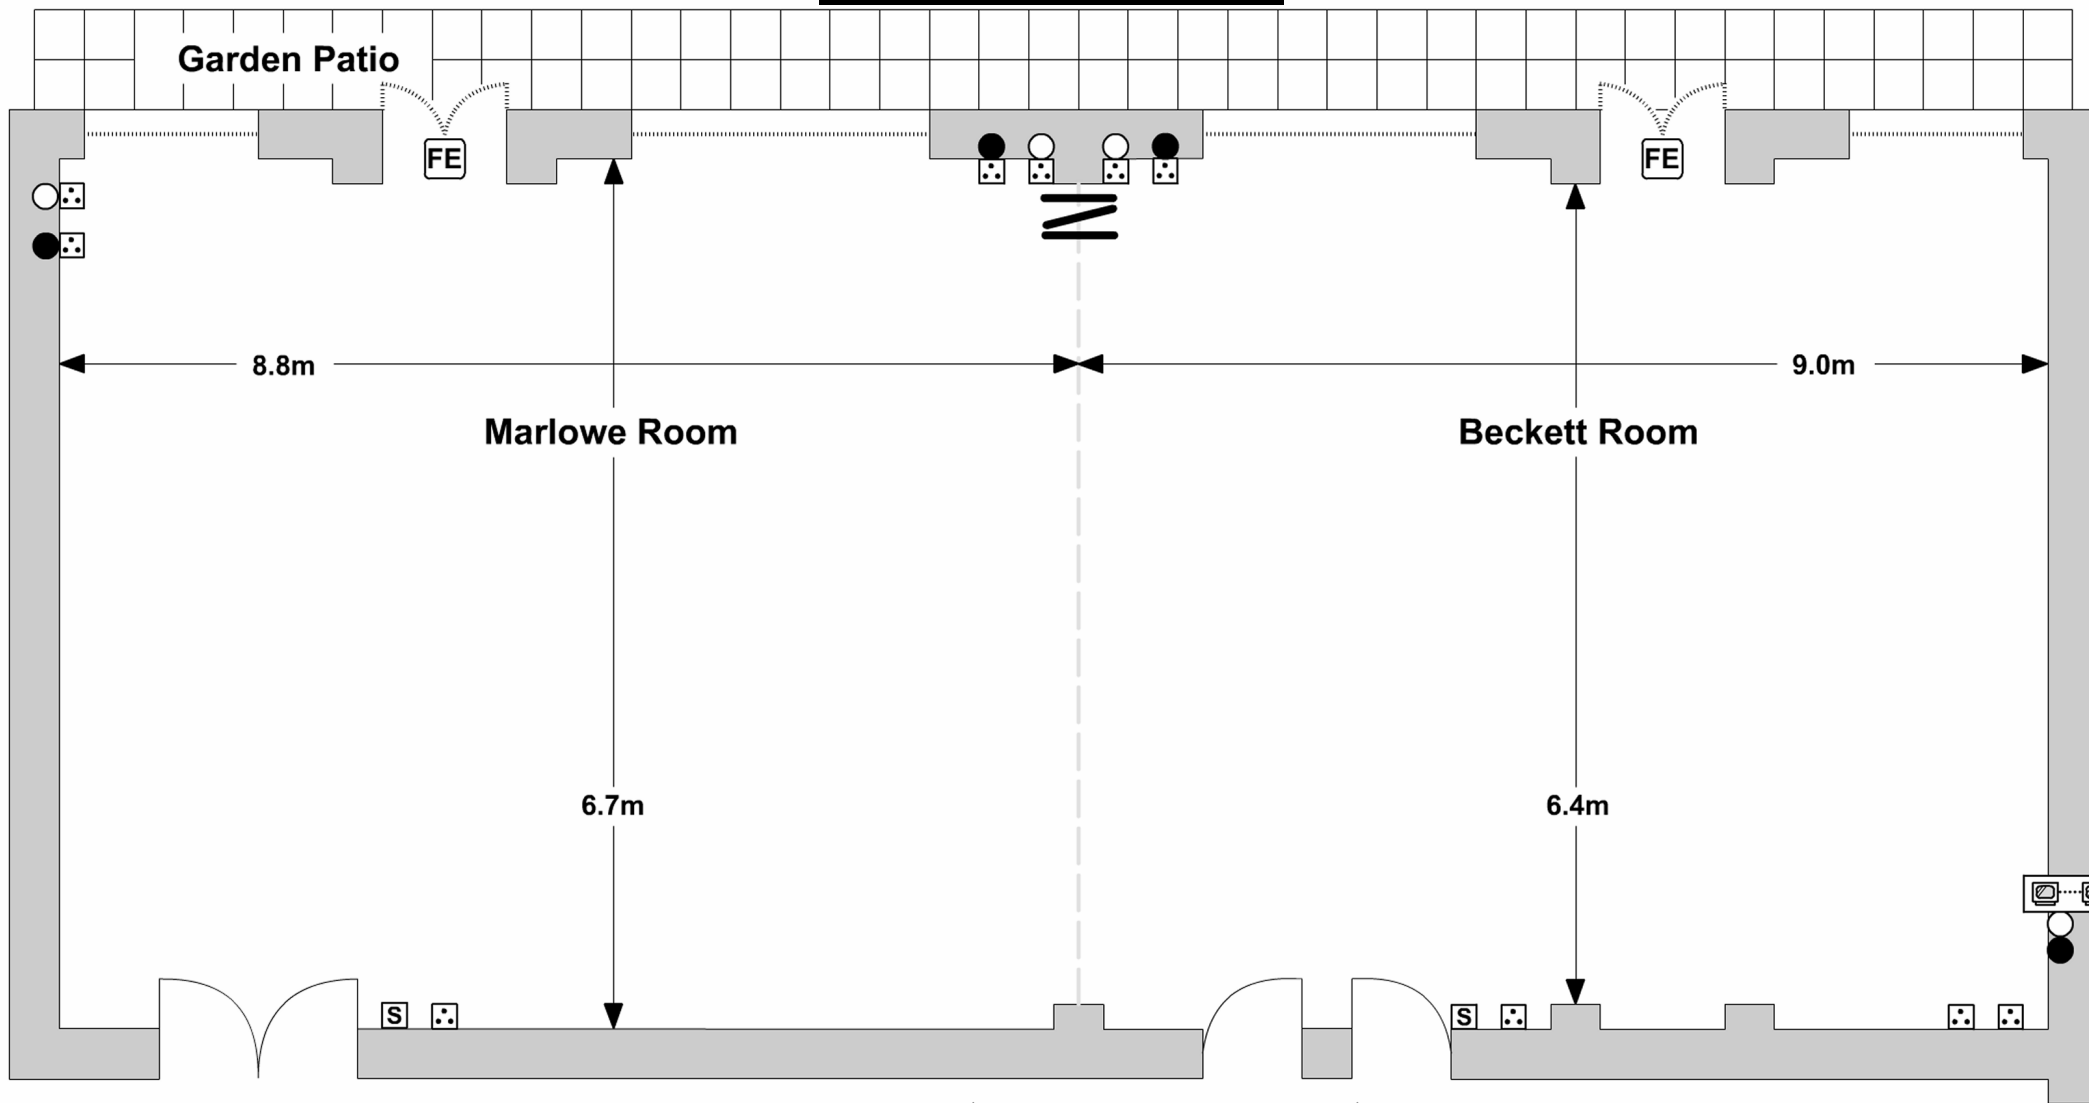 Garden Patio
FE
FE
8.8m
9.0m
Marlowe Room
Beckett Room
6.7m
6.4m
S
S